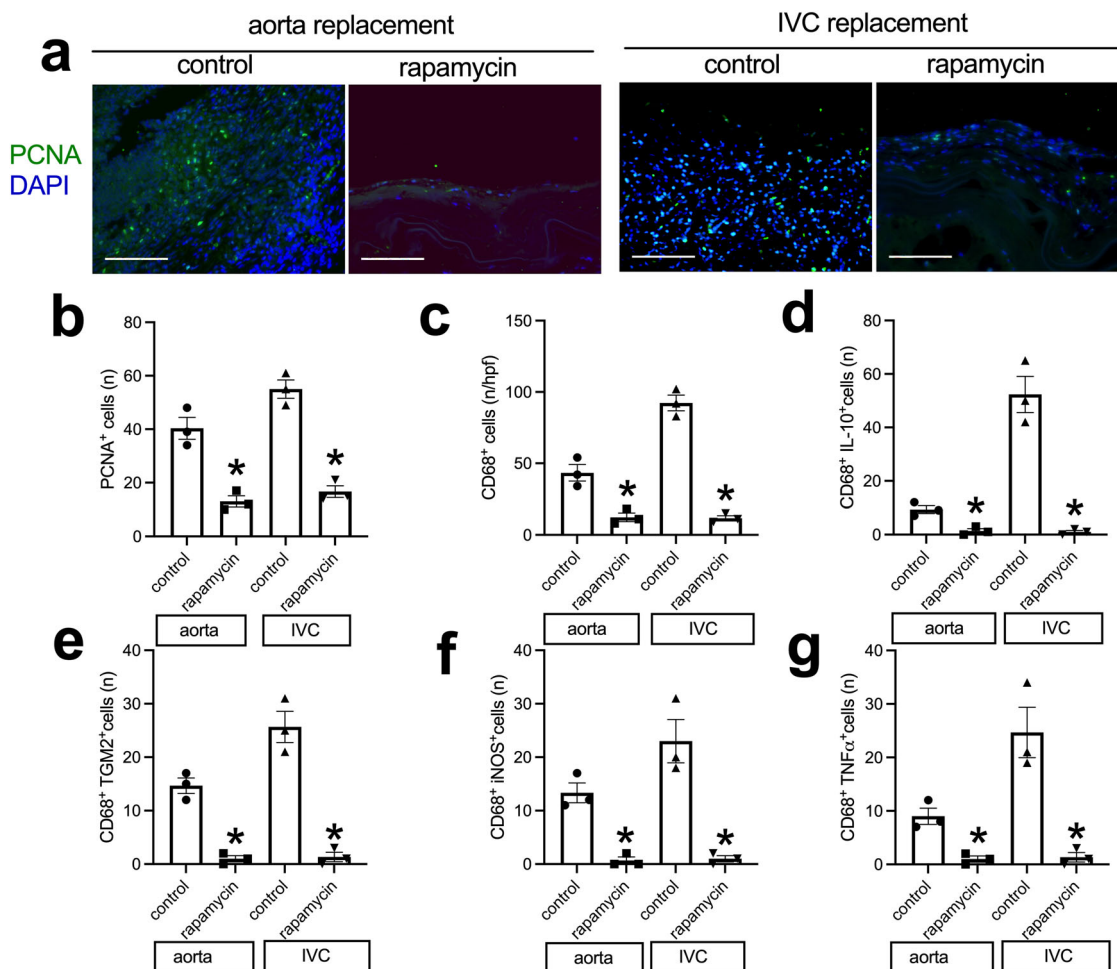 aorta replacement
IVC replacement
a
control
rapamycin
control
rapamycin
PCNA
DAPI
b
PCNA⁺ cells (n)
80
60
40
20
0
control
rapamycin
control
rapamycin
aorta
IVC
c
CD68⁺ cells (n/hpf)
150
100
50
0
*
*
control
rapamycin
control
rapamycin
aorta
IVC
d
CD68⁺ IL-10⁺cells (n)
80
60
40
20
0
*
*
control
rapamycin
control
rapamycin
aorta
IVC
e
CD68⁺ TGM2⁺cells (n)
40
30
20
10
0
*
*
control
rapamycin
control
rapamycin
aorta
IVC
f
CD68⁺ iNOS⁺cells (n)
40
30
20
10
0
*
*
control
rapamycin
control
rapamycin
aorta
IVC
g
CD68⁺ TNFα⁺cells (n)
40
30
20
10
0
*
*
control
rapamycin
control
rapamycin
aorta
IVC